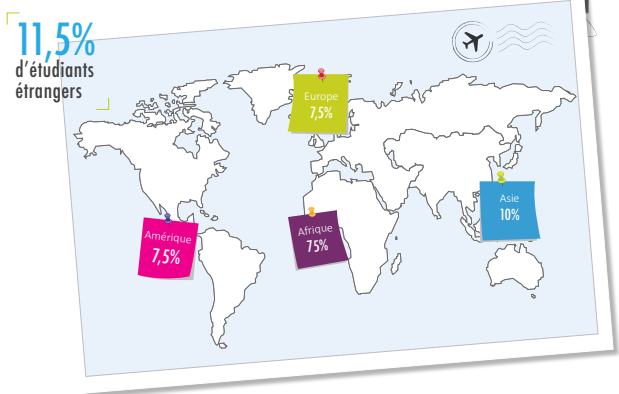 11,5%
d'étudiants
étrangers
Europe
7,5%
Asie
10%
Amérique
7,5%
Afrique
75%